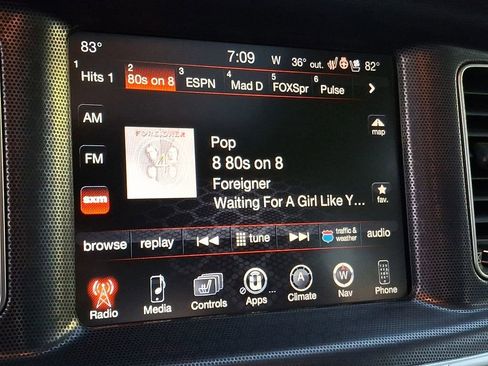 83° 7:09 W 36° out. 82°
1 Hits 1 2 80s on 8 3 ESPN 4 Mad D 5 FOXSpr 6 Pulse
AM
FM
sxm
FOREIGNER
Pop
8 80s on 8
Foreigner
Waiting For A Girl Like Y...
map
fav.
browse replay tune traffic & weather audio
Radio Media Controls Apps Climate Nav Phone
A W